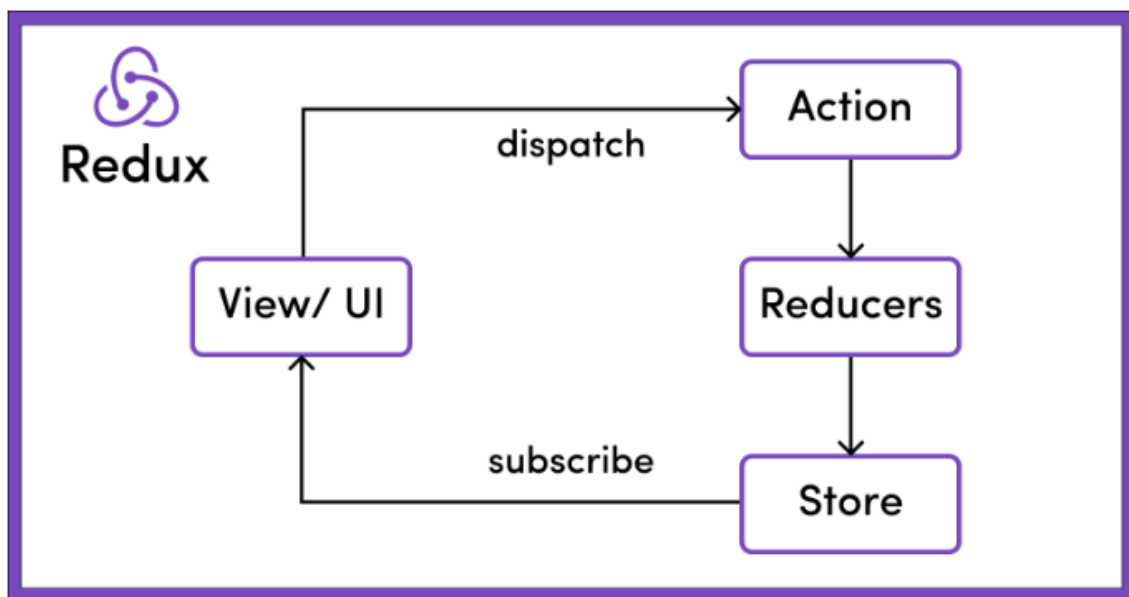 Redux
dispatch
Action
View/ UI
Reducers
subscribe
Store